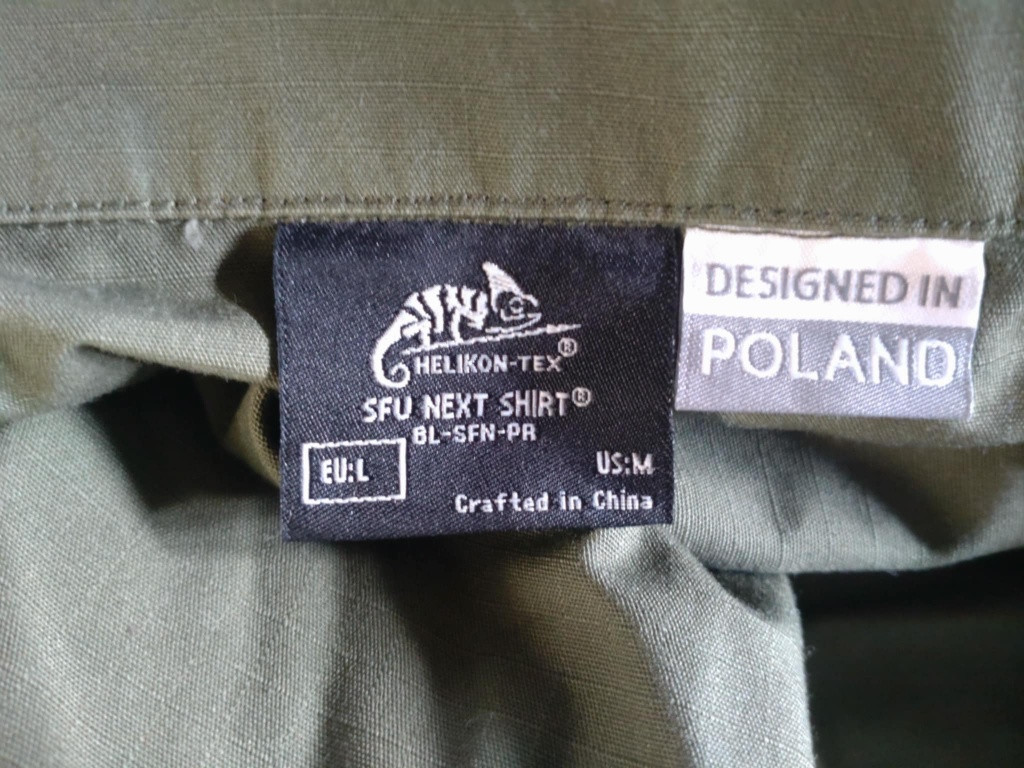 HELIKON-TEX®
SFU NEXT SHIRT®
BL-SFN-PR
EU:L
US:M
Crafted in China
DESIGNED IN
POLAND